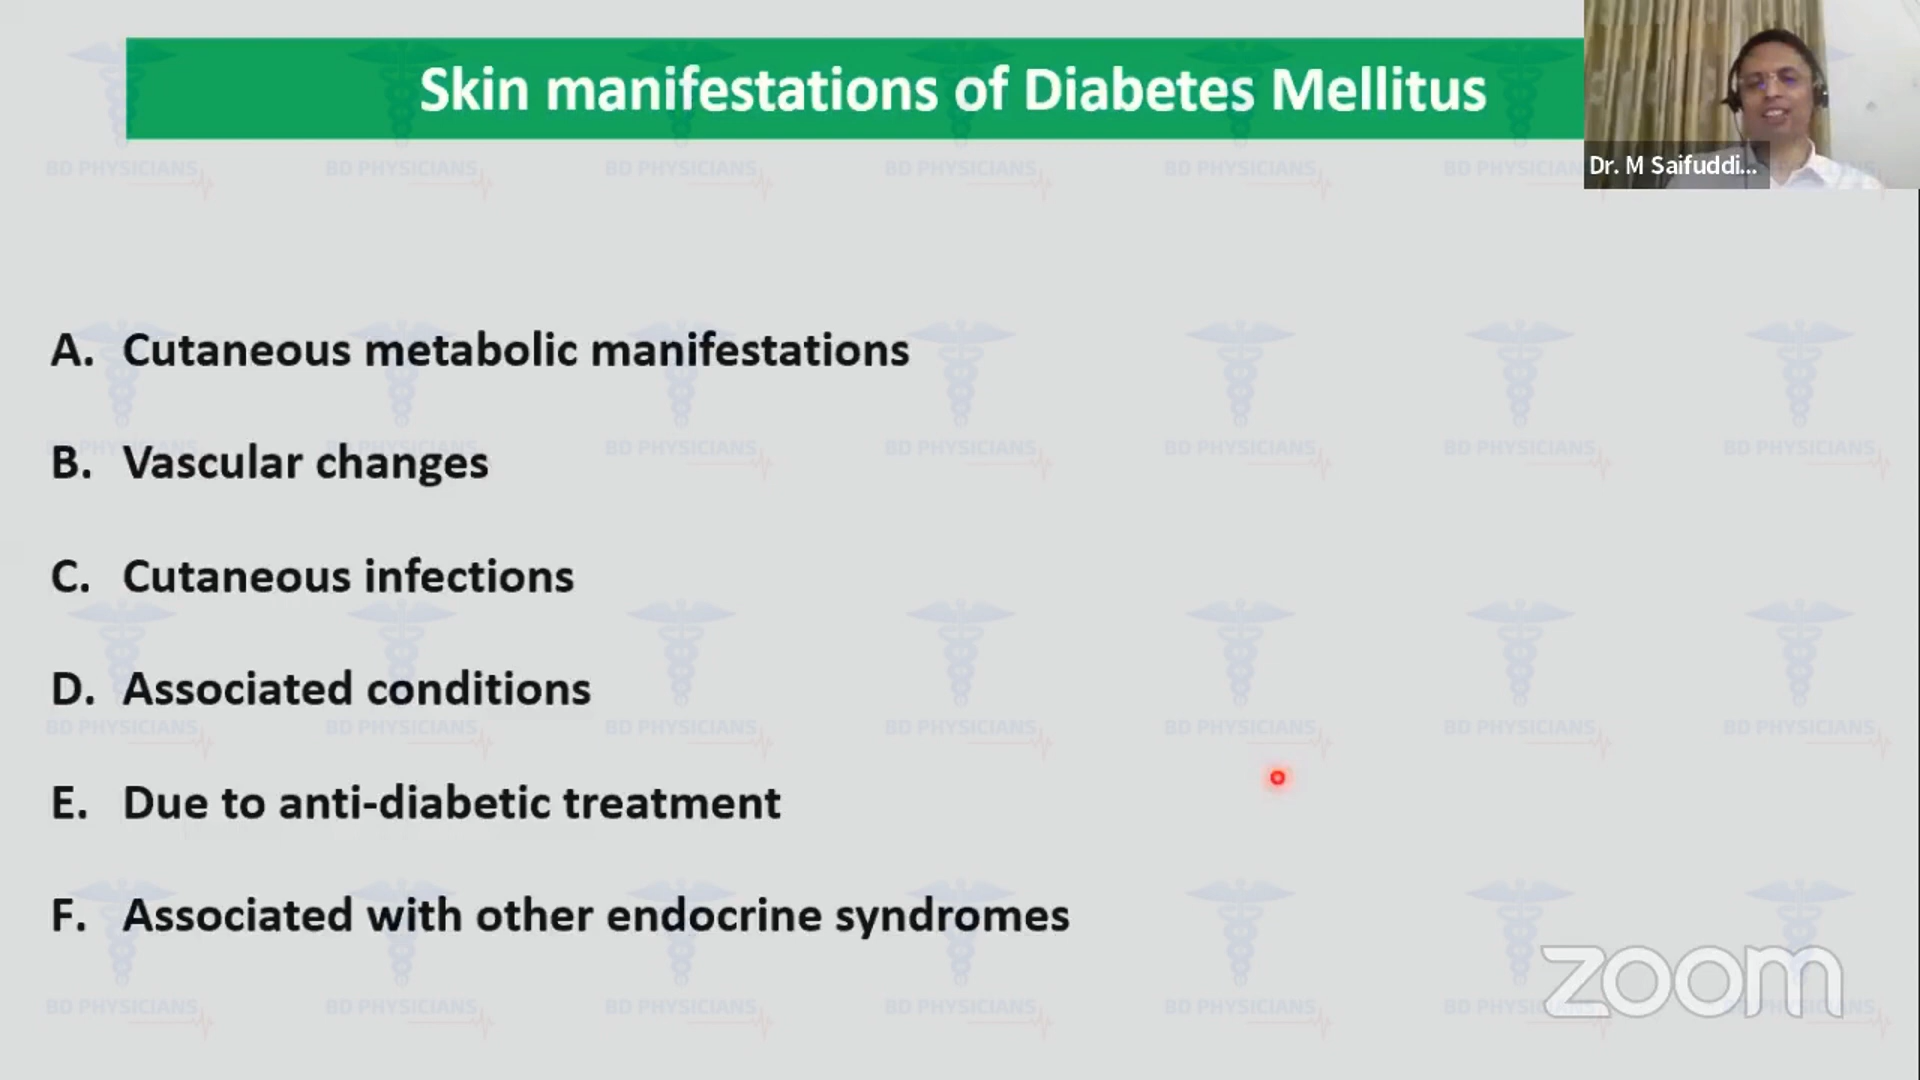 Skin manifestations of Diabetes Mellitus
Dr. M Saifuddi...
A. Cutaneous metabolic manifestations
B. Vascular changes
C. Cutaneous infections
D. Associated conditions
E. Due to anti-diabetic treatment
F. Associated with other endocrine syndromes
BD PHYSICIANS
zoom